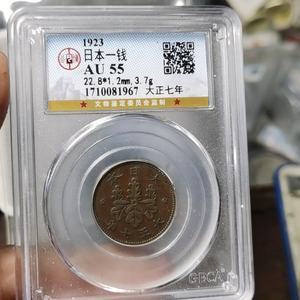 1923
日本一钱
AU 55
22.8*1.2mm,3.7g
1710081967 大正七年
★ 文物鉴定委员会监制 ★
GBCA